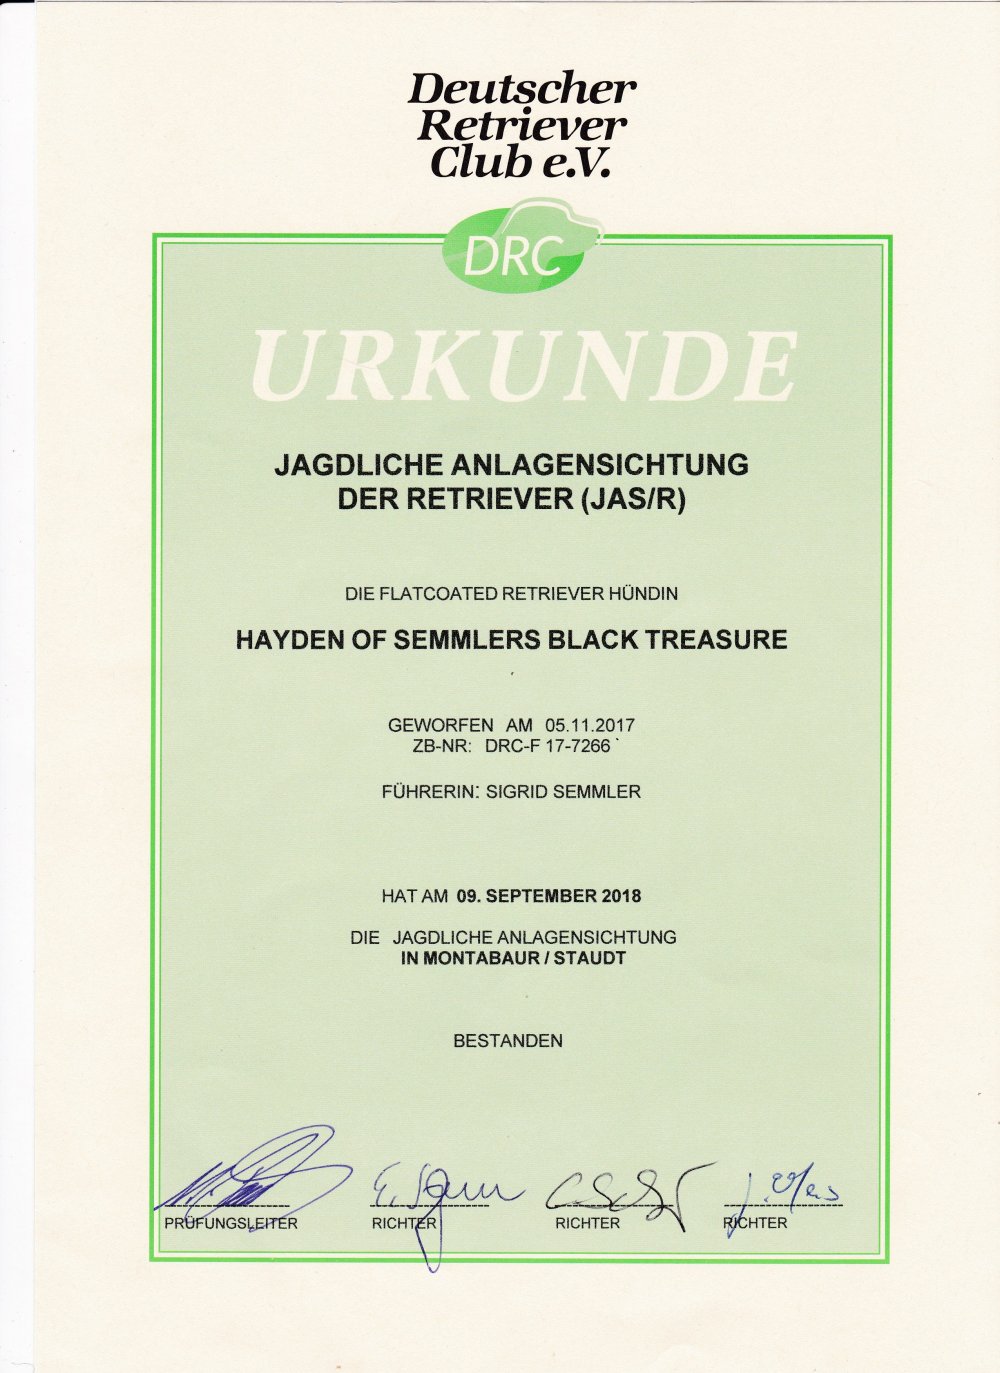 Deutscher
Retriever
Club e.V.
DRC
URKUNDE
JAGDLICHE ANLAGENSICHTUNG
DER RETRIEVER (JAS/R)
DIE FLATCOATED RETRIEVER HÜNDIN
HAYDEN OF SEMMLERS BLACK TREASURE
GEWORFEN AM 05.11.2017
ZB-NR: DRC-F 17-7266
FÜHRERIN: SIGRID SEMMLER
HAT AM 09. SEPTEMBER 2018
DIE JAGDLICHE ANLAGENSICHTUNG
IN MONTABAUR / STAUDT
BESTANDEN
PRÜFUNGSLEITER RICHTER RICHTER RICHTER